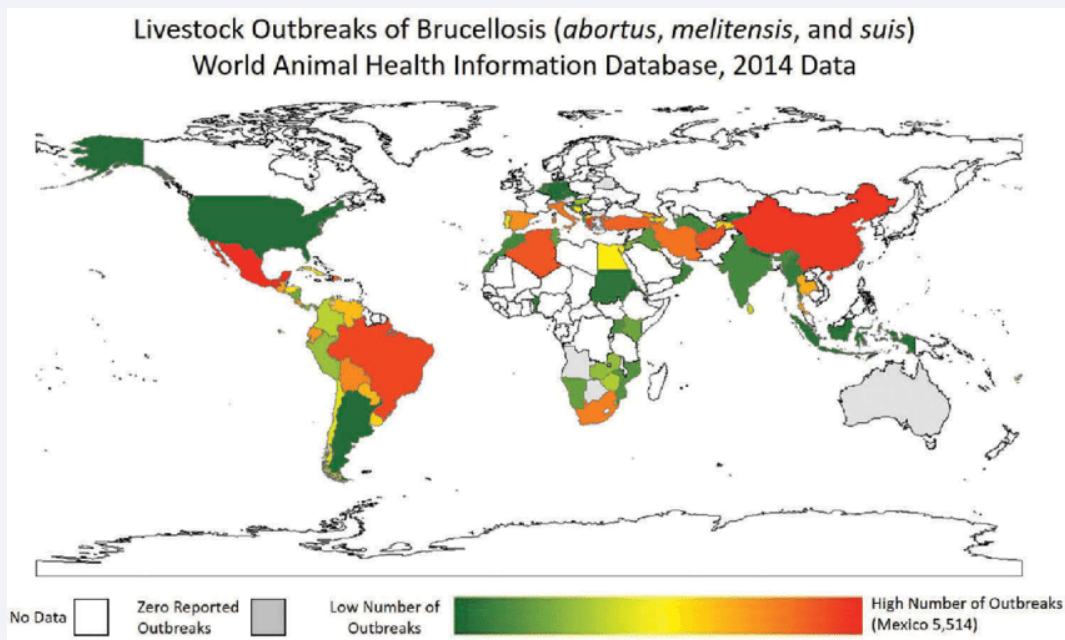 Livestock Outbreaks of Brucellosis (abortus, melitensis, and suis)
World Animal Health Information Database, 2014 Data
No Data
Zero Reported
Outbreaks
Low Number of
Outbreaks
High Number of Outbreaks
(Mexico 5,514)